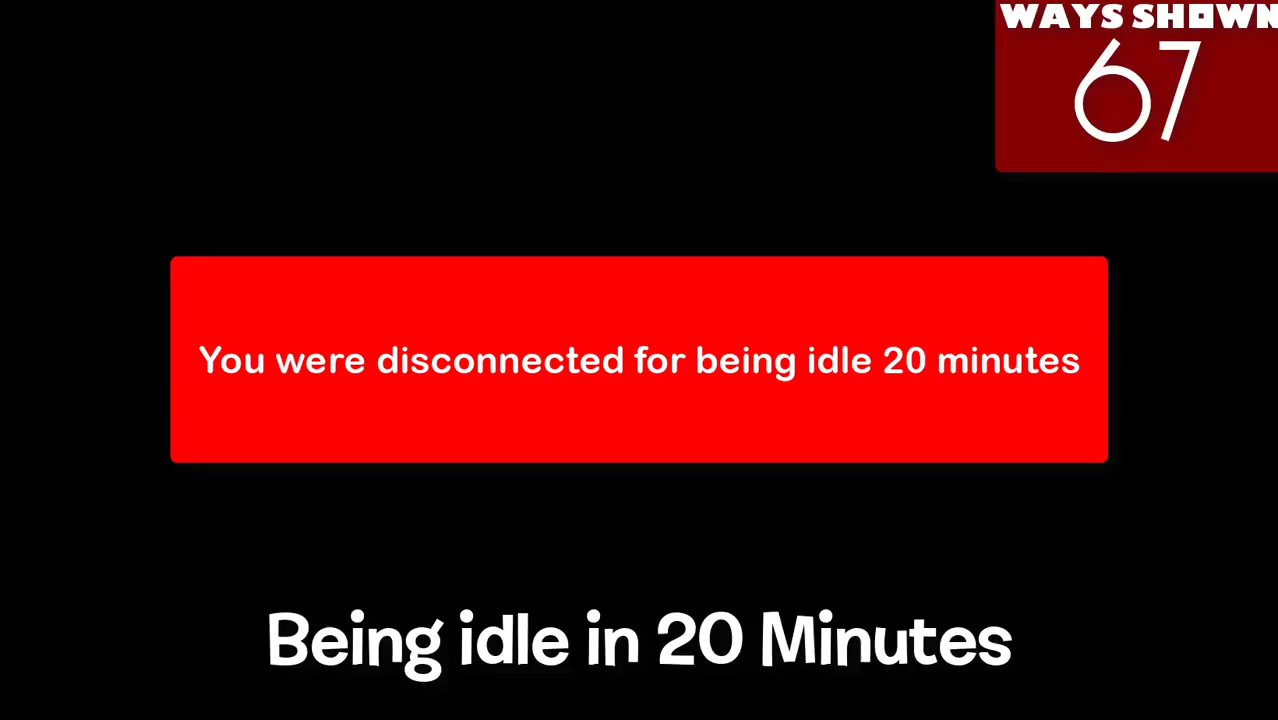 WAYS SHOWN
67
You were disconnected for being idle 20 minutes
Being idle in 20 Minutes